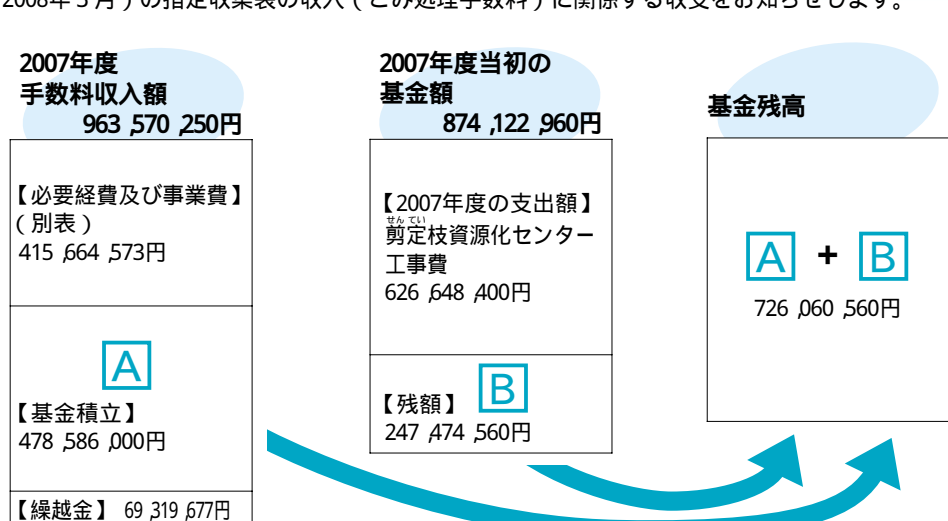 2008年3月)の指定収集袋の収入(ごみ処理手数料)に関係する収支をお知らせします。
2007年度
手数料収入額
963,570,250円
【必要経費及び事業費】
(別表)
415,664,573円
A
【基金積立】
478,586,000円
【繰越金】 69,319,677円
2007年度当初の
基金額
874,122,960円
【2007年度の支出額】
せんてい
剪定枝資源化センター
工事費
626,648,400円
B
【残額】
247,474,560円
基金残高
A + B
726,060,560円